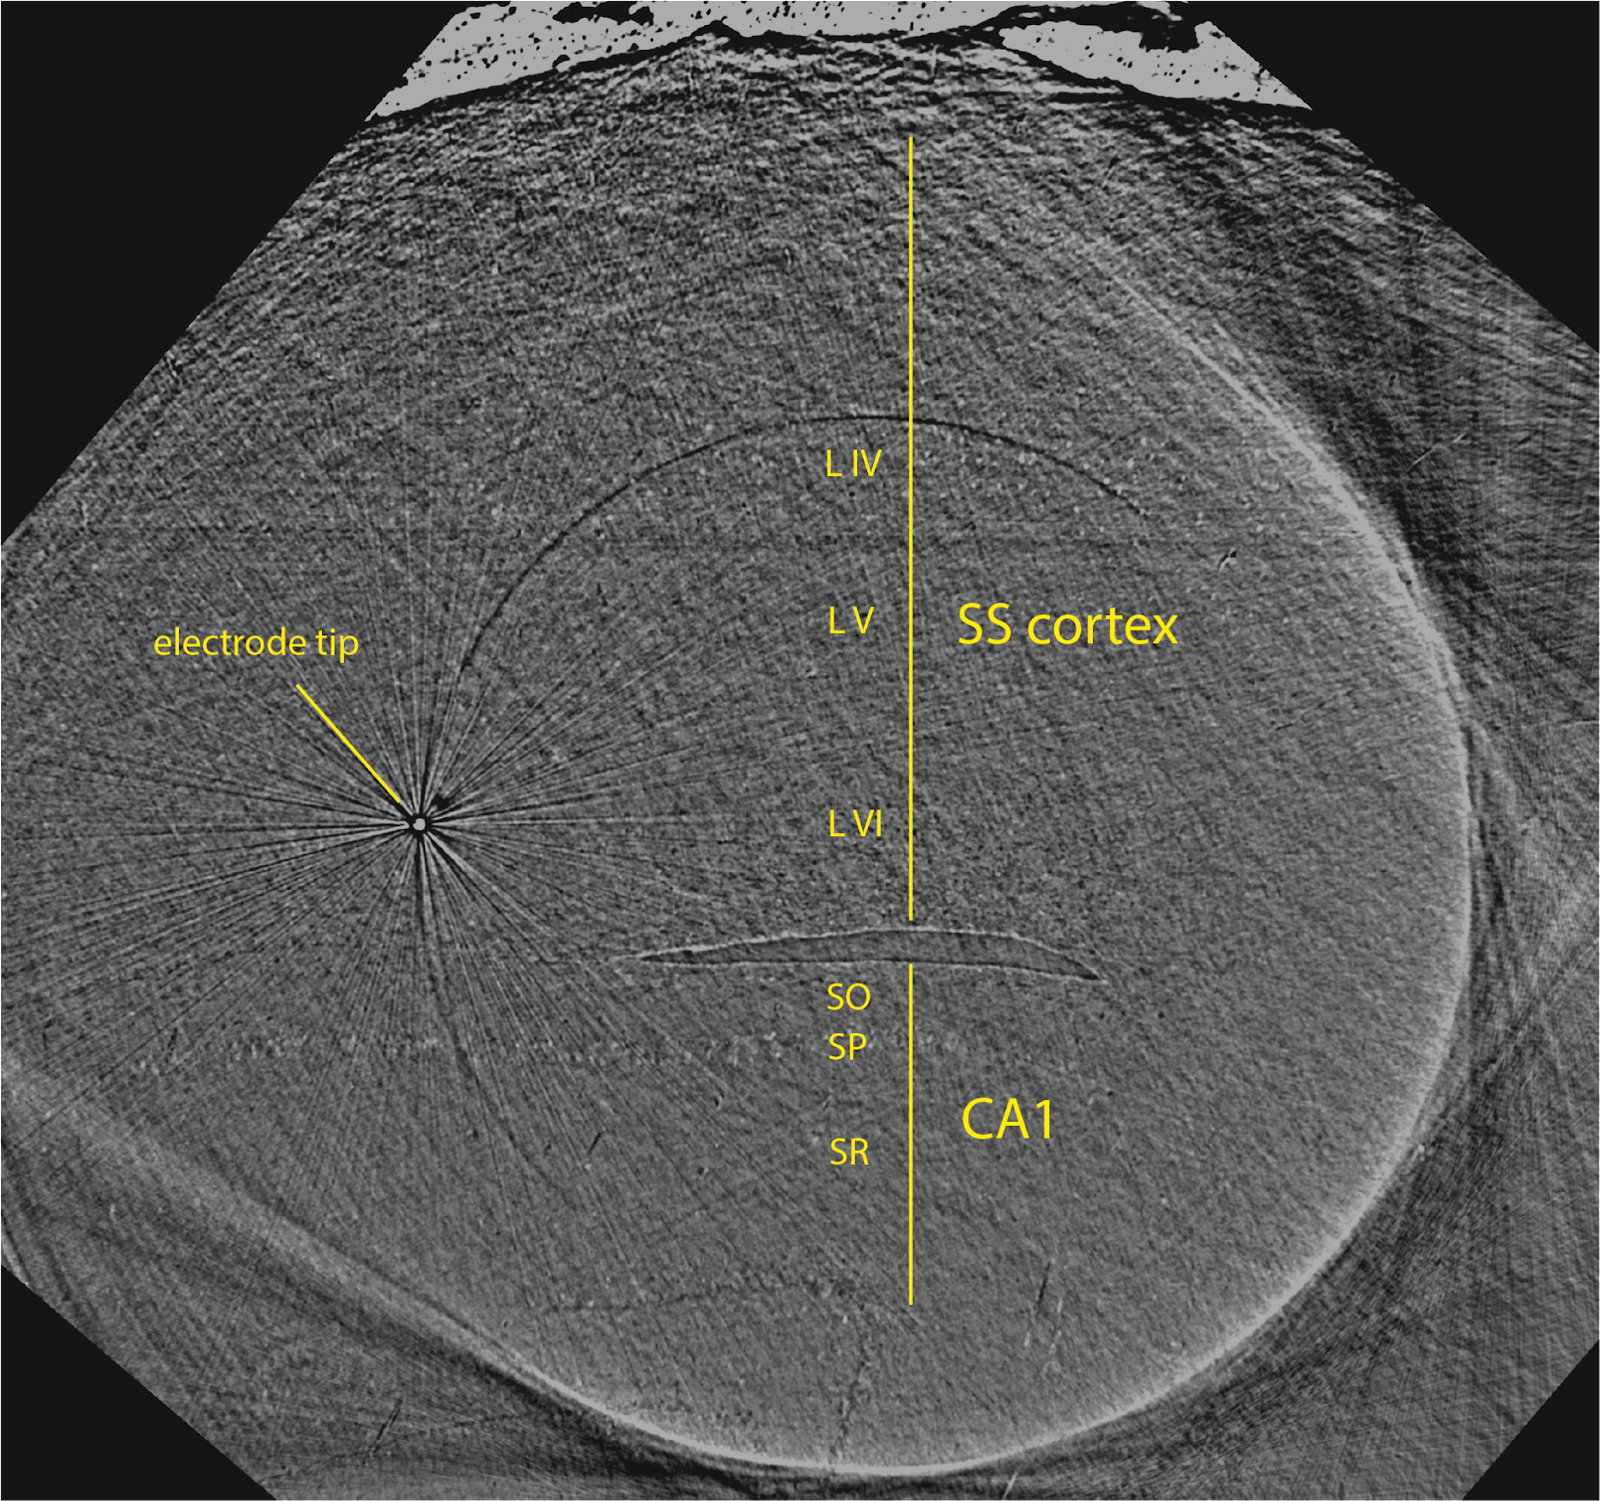 L IV
electrode tip
L V
SS cortex
L VI
SO
SP
CA1
SR